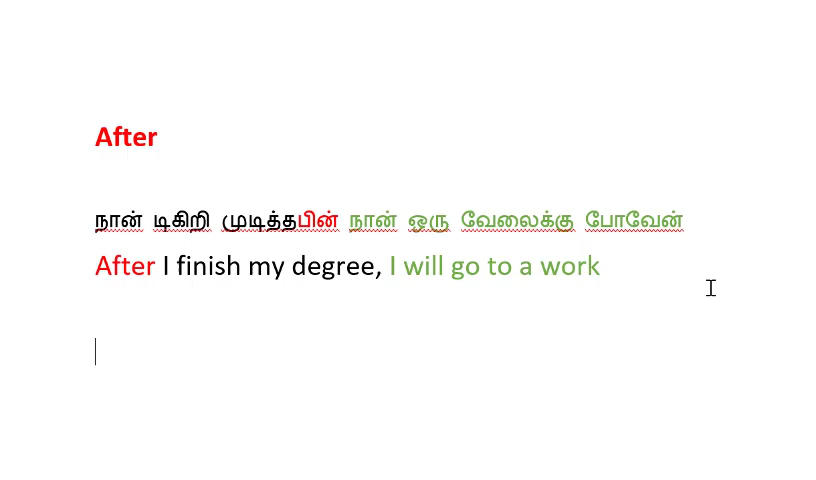 After
நான் டிகிறி முடித்தபின் நான் ஒரு வேலைக்கு போவேன்
After I finish my degree, I will go to a work